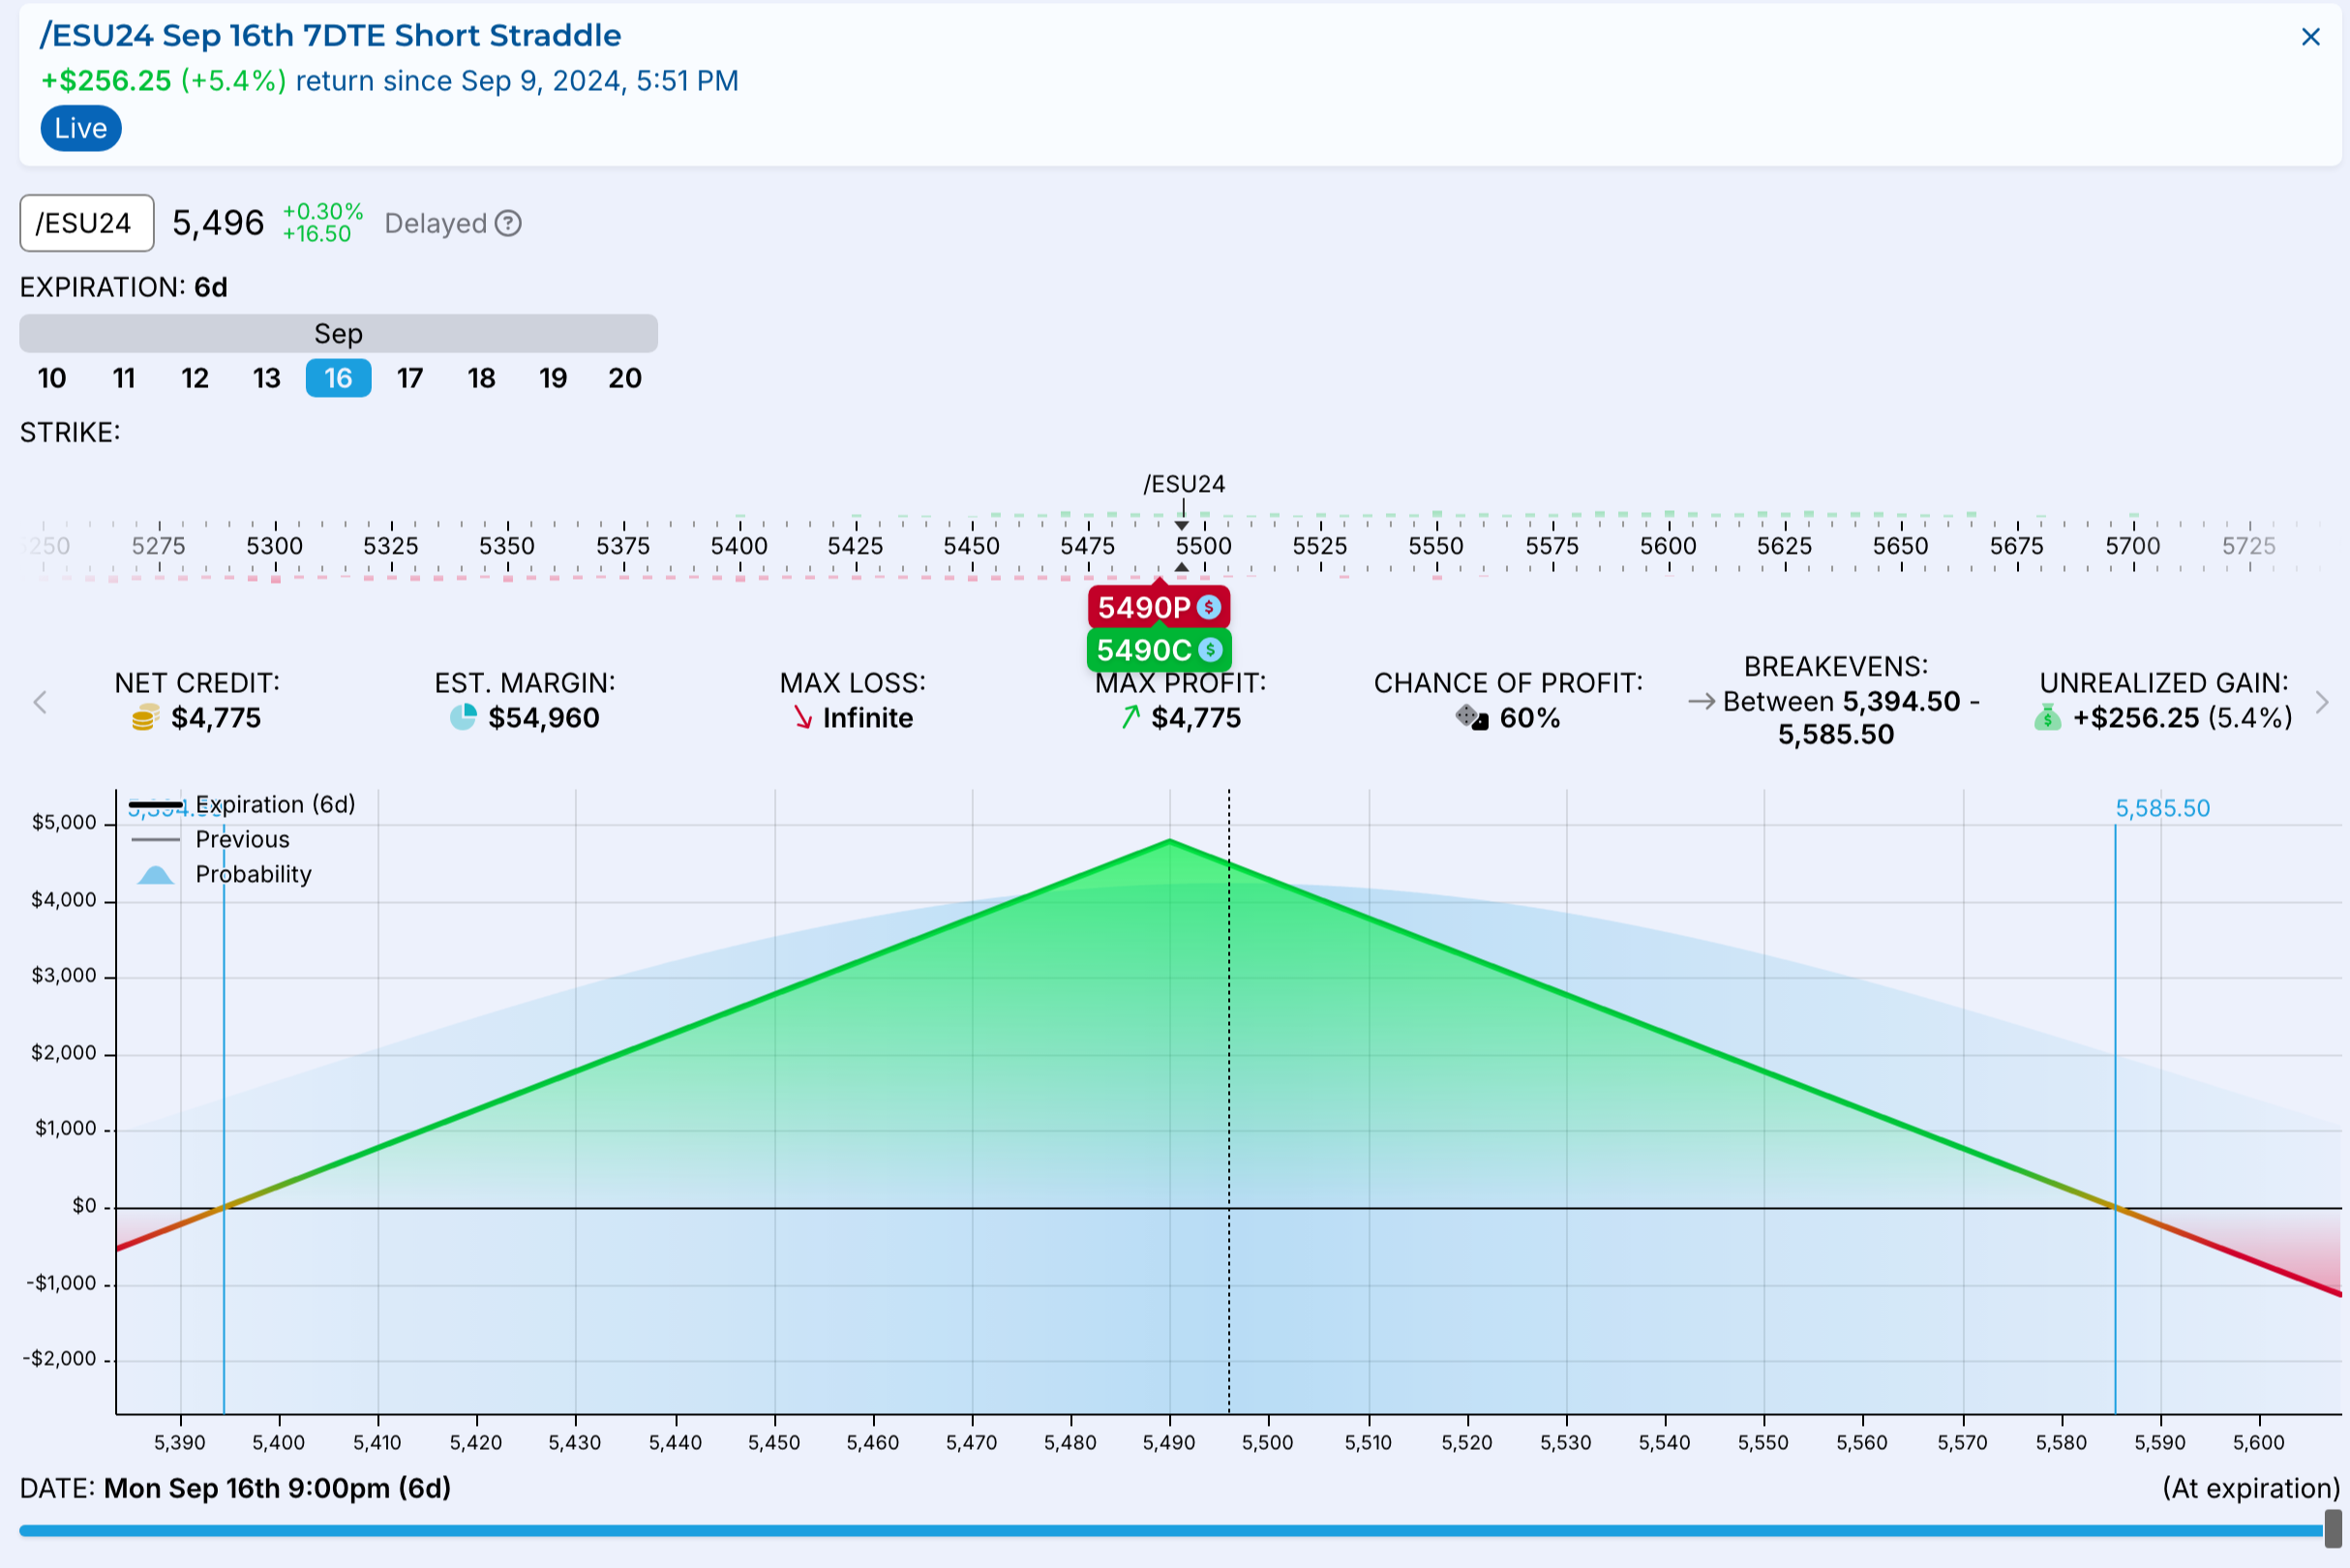 /ESU24 Sep 16th 7DTE Short Straddle
+$256.25 (+5.4%) return since Sep 9, 2024, 5:51 PM
Live
/ESU24 5,496 +0.30% +16.50 Delayed ?
EXPIRATION: 6d
Sep
10 11 12 13 16 17 18 19 20
STRIKE:
/ESU24
5250 5275 5300 5325 5350 5375 5400 5425 5450 5475 5500 5525 5550 5575 5600 5625 5650 5675 5700 5725
5490P $
5490C $
NET CREDIT:
$4,775
EST. MARGIN:
$54,960
MAX LOSS:
Infinite
MAX PROFIT:
$4,775
CHANCE OF PROFIT:
60%
BREAKEVENS:
Between 5,394.50 -
5,585.50
UNREALIZED GAIN:
+$256.25 (5.4%)
Expiration (6d)
Previous
Probability
5,585.50
$5,000
$4,000
$3,000
$2,000
$1,000
$0
-$1,000
-$2,000
5,390 5,400 5,410 5,420 5,430 5,440 5,450 5,460 5,470 5,480 5,490 5,500 5,510 5,520 5,530 5,540 5,550 5,560 5,570 5,580 5,590 5,600
DATE: Mon Sep 16th 9:00pm (6d)
(At expiration)